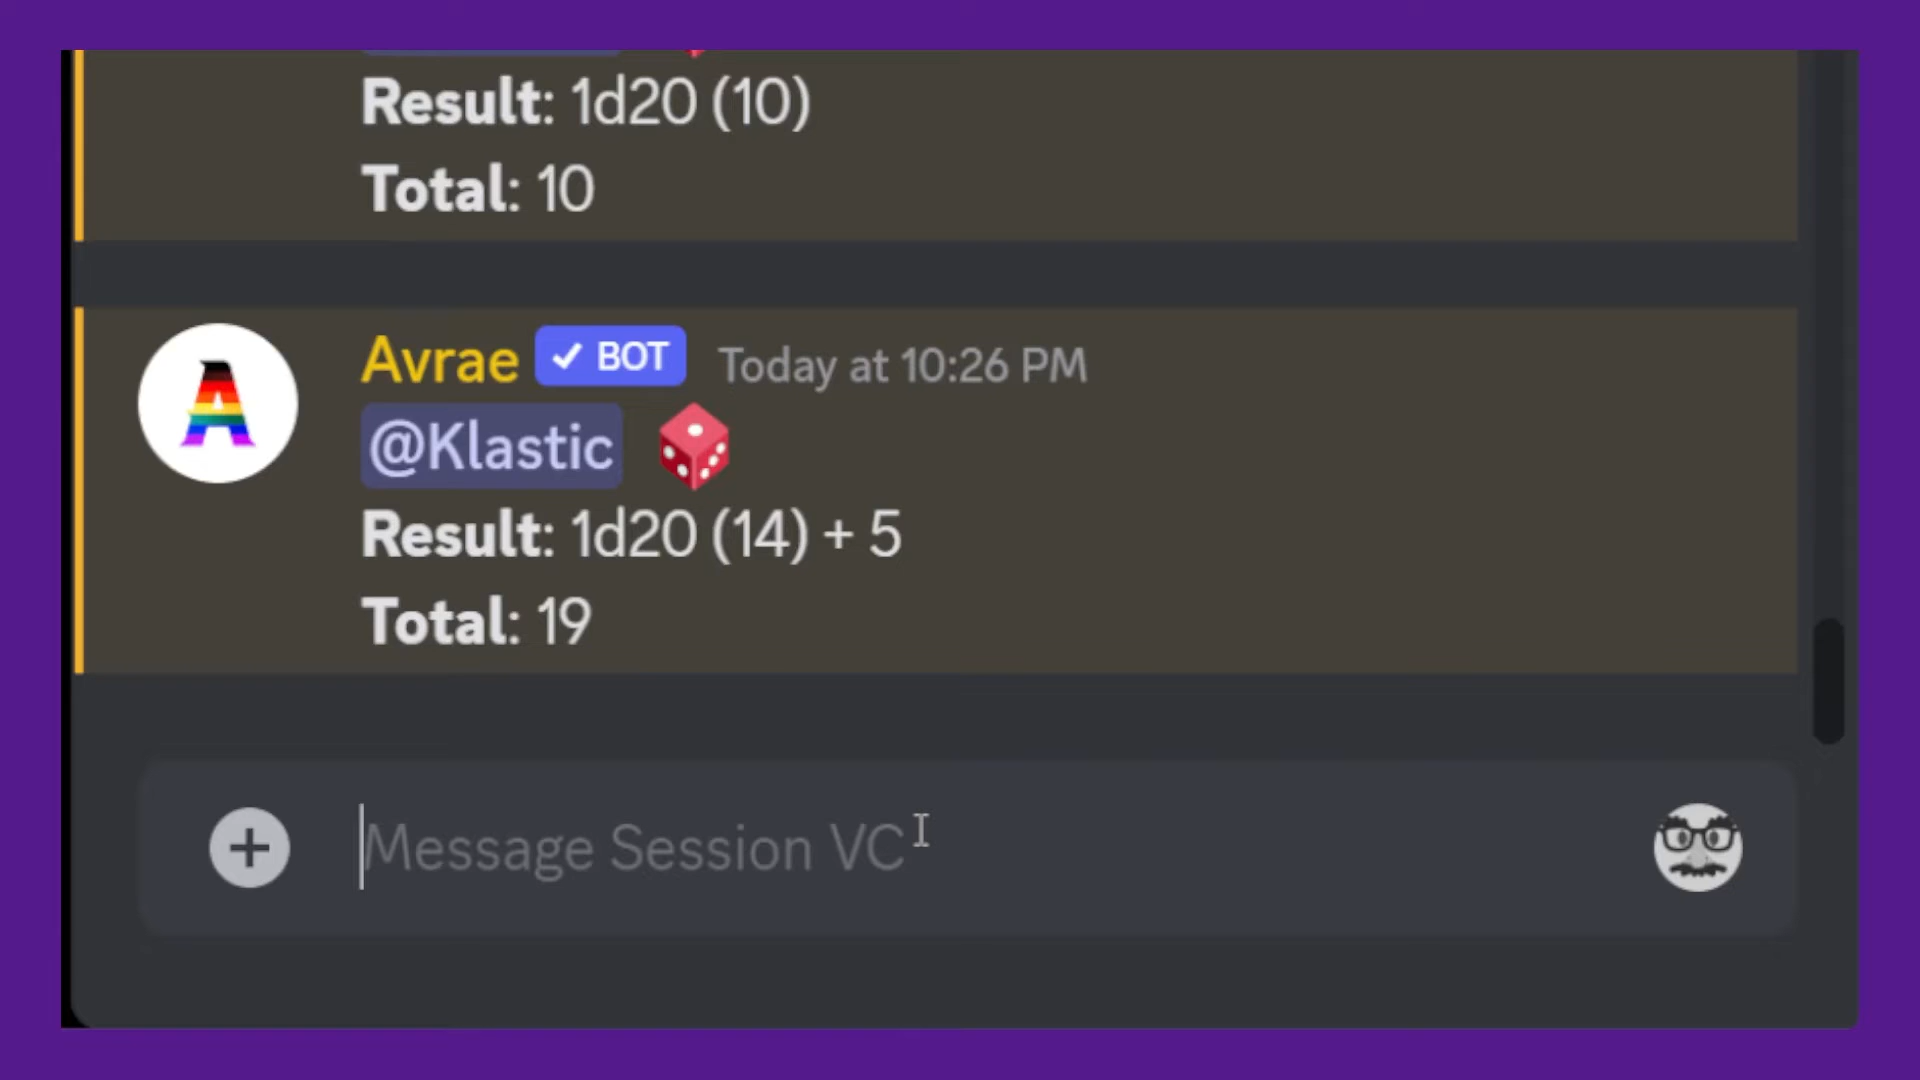 Result: 1d20 (10)
Total: 10
A
Avrae ✓ BOT Today at 10:26 PM
@Klastic
Result: 1d20 (14) + 5
Total: 19
Message Session VC